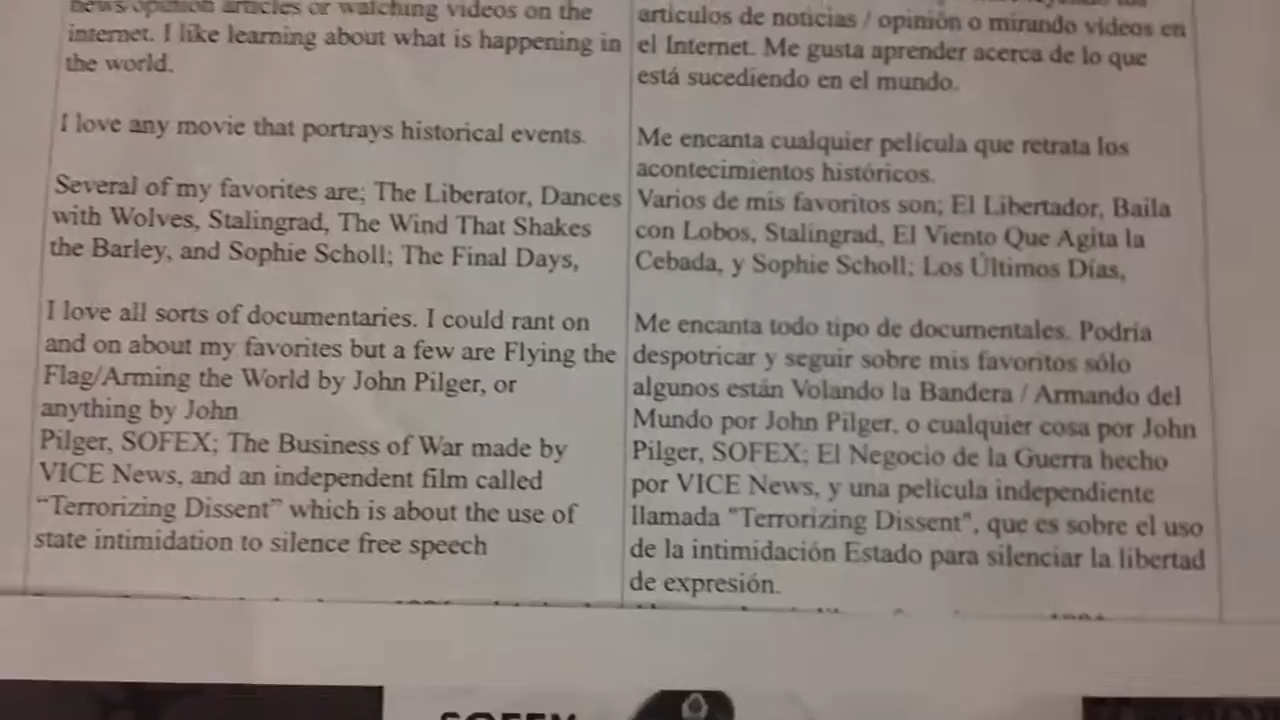 news opinion articles or watching videos on the
internet. I like learning about what is happening in
the world.
I love any movie that portrays historical events.
Several of my favorites are; The Liberator, Dances
with Wolves, Stalingrad, The Wind That Shakes
the Barley, and Sophie Scholl; The Final Days,
I love all sorts of documentaries. I could rant on
and on about my favorites but a few are Flying the
Flag/Arming the World by John Pilger, or
anything by John
Pilger, SOFEX; The Business of War made by
VICE News, and an independent film called
“Terrorizing Dissent” which is about the use of
state intimidation to silence free speech
artículos de noticias / opinión o mirando vídeos en
el Internet. Me gusta aprender acerca de lo que
está sucediendo en el mundo.
Me encanta cualquier película que retrata los
acontecimientos históricos.
Varios de mis favoritos son; El Libertador, Baila
con Lobos, Stalingrad, El Viento Que Agita la
Cebada, y Sophie Scholl; Los Últimos Días,
Me encanta todo tipo de documentales. Podría
despotricar y seguir sobre mis favoritos sólo
algunos están Volando la Bandera / Armando del
Mundo por John Pilger, o cualquier cosa por John
Pilger, SOFEX; El Negocio de la Guerra hecho
por VICE News, y una película independiente
llamada "Terrorizing Dissent", que es sobre el uso
de la intimidación Estado para silenciar la libertad
de expresión.
SOFEX